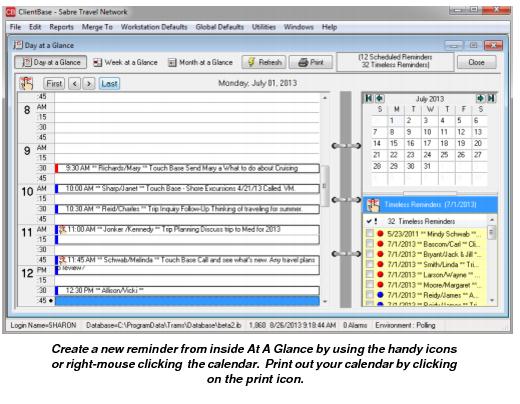 ClientBase - Sabre Travel Network
File Edit Reports Merge To Workstation Defaults Global Defaults Utilities Windows Help
Day at a Glance
Day at a Glance Week at a Glance Month at a Glance Refresh Print (12 Scheduled Reminders 32 Timeless Reminders) Close
First < > Last Monday, July 01, 2013
:45
8 AM
:15
:30
:45
9 AM
:15
:30 9:30 AM ** Richards/Mary ** Touch Base Send Mary a What to do about Cruising
:45
10 AM 10:00 AM ** Sharp/Janet ** Touch Base - Shore Excursions 4/21/13 Called. VM.
:15
:30 10:30 AM ** Reid/Charles ** Trip Inquiry Follow-Up Thinking of traveling for summer.
:45
11 AM 11:00 AM ** Jonker /Kennedy ** Trip Planning Discuss trip to Med for 2013
:15
:30
:45 11:45 AM ** Schwab/Melinda ** Touch Base Call and see what's new. Any travel plans
12 PM to review?
:15
:30 12:30 PM ** Allison/Vicki **
:45
July 2013
S M T W T F S
1 2 3 4 5 6
7 8 9 10 11 12 13
14 15 16 17 18 19 20
21 22 23 24 25 26 27
28 29 30 31
Timeless Reminders (7/1/2013)
! 32 Timeless Reminders
5/23/2011 ** Mindy Schwab **...
7/1/2013 ** Bascom/Carl ** Cli...
7/1/2013 ** Bryant/Jack & Jill *...
7/1/2013 ** Smith/Linda ** Tri...
7/1/2013 ** Larson/Wayne ** ...
7/1/2013 ** Moore/Margaret **...
7/1/2013 ** Reidy/James ** A...
7/1/2013 ** Reidy/James ** Tri
Login Name=SHARON Database=C:\ProgramData\Trams\Database\beta2.ib 1,868 8/26/2013 9:18:44 AM 0 Alarms Environment : Polling
Create a new reminder from inside At A Glance by using the handy icons
or right-mouse clicking the calendar. Print out your calendar by clicking
on the print icon.